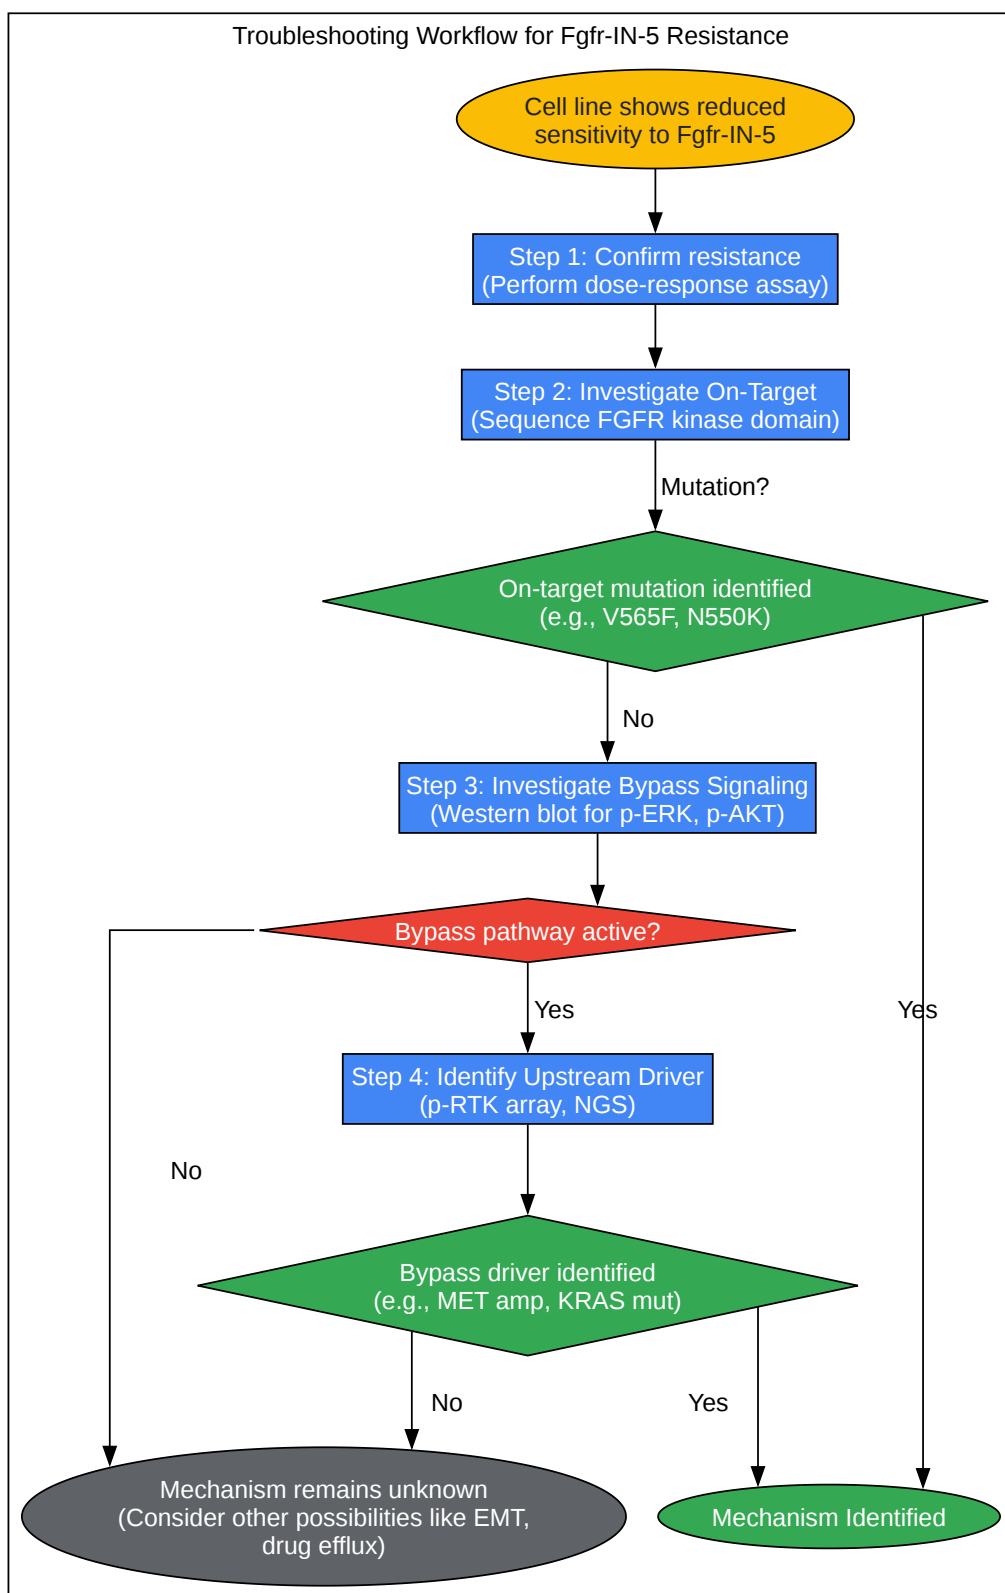 Troubleshooting Workflow for Fgfr-IN-5 Resistance
Cell line shows reduced
sensitivity to Fgfr-IN-5
Step 1: Confirm resistance
(Perform dose-response assay)
Step 2: Investigate On-Target
(Sequence FGFR kinase domain)
Mutation?
On-target mutation identified
(e.g., V565F, N550K)
No
Step 3: Investigate Bypass Signaling
(Western blot for p-ERK, p-AKT)
Bypass pathway active?
Yes
Yes
Step 4: Identify Upstream Driver
(p-RTK array, NGS)
No
Bypass driver identified
(e.g., MET amp, KRAS mut)
No
Yes
Mechanism remains unknown
(Consider other possibilities like EMT,
drug efflux)
Mechanism Identified